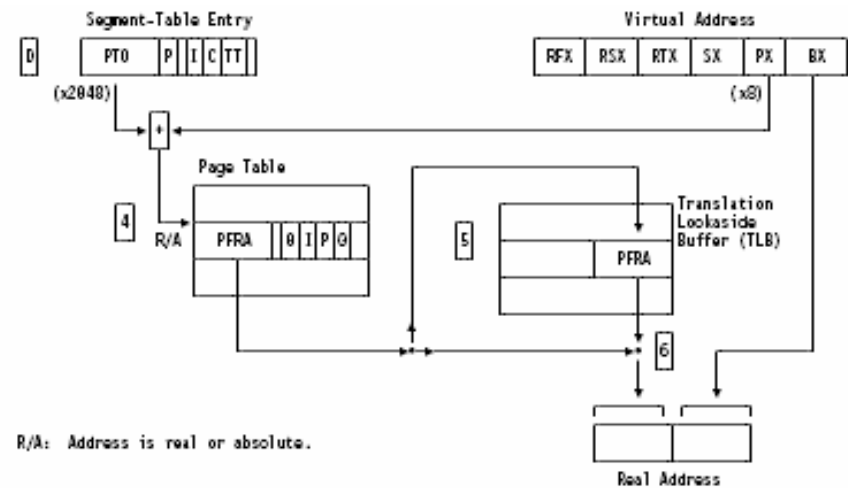 Segment-Table Entry
Virtual Address
D
PTO P I C TT
RFX RSX RTX SX PX BX
(x2048)
(x8)
+
Page Table
4
R/A
PFRA 0 I P 0
5
Translation
Lookaside
Buffer (TLB)
PFRA
6
R/A: Address is real or absolute.
Real Address